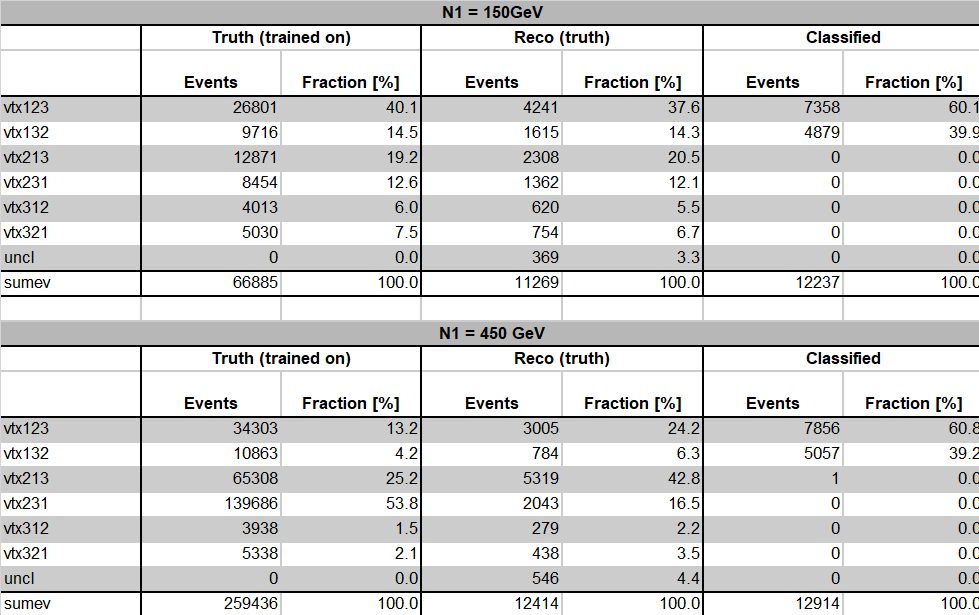 N1 = 150GeV
Truth (trained on) Reco (truth) Classified
Events Fraction [%] Events Fraction [%] Events Fraction [%]
vtx123 26801 40.1 4241 37.6 7358 60.1
vtx132 9716 14.5 1615 14.3 4879 39.9
vtx213 12871 19.2 2308 20.5 0 0.0
vtx231 8454 12.6 1362 12.1 0 0.0
vtx312 4013 6.0 620 5.5 0 0.0
vtx321 5030 7.5 754 6.7 0 0.0
uncl 0 0.0 369 3.3 0 0.0
sumev 66885 100.0 11269 100.0 12237 100.0
N1 = 450 GeV
Truth (trained on) Reco (truth) Classified
Events Fraction [%] Events Fraction [%] Events Fraction [%]
vtx123 34303 13.2 3005 24.2 7856 60.8
vtx132 10863 4.2 784 6.3 5057 39.2
vtx213 65308 25.2 5319 42.8 1 0.0
vtx231 139686 53.8 2043 16.5 0 0.0
vtx312 3938 1.5 279 2.2 0 0.0
vtx321 5338 2.1 438 3.5 0 0.0
uncl 0 0.0 546 4.4 0 0.0
sumev 259436 100.0 12414 100.0 12914 100.0